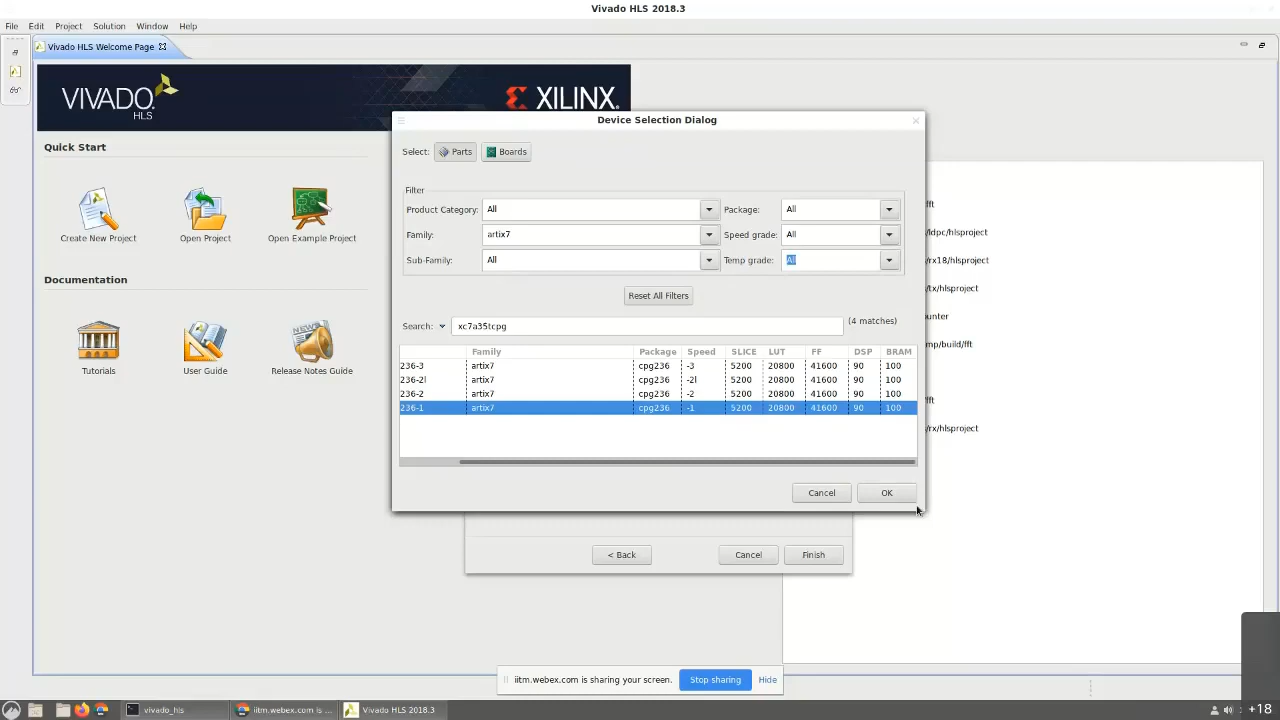 Vivado HLS 2018.3
File Edit Project Solution Window Help
Vivado HLS Welcome Page
VIVADO. HLS
XILINX
Quick Start
Create New Project
Open Project
Open Example Project
Documentation
Tutorials
User Guide
Release Notes Guide
Device Selection Dialog
Select: Parts Boards
Filter
Product Category: All Package: All
Family: artix7 Speed grade: All
Sub-Family: All Temp grade: All
Reset All Filters
Search: xc7a35tcpg (4 matches)
Family Package Speed SLICE LUT FF DSP BRAM
236-3 artix7 cpg236 -3 5200 20800 41600 90 100
236-2l artix7 cpg236 -2l 5200 20800 41600 90 100
236-2 artix7 cpg236 -2 5200 20800 41600 90 100
236-1 artix7 cpg236 -1 5200 20800 41600 90 100
Cancel OK
< Back Cancel Finish
fft
/ldpc/hlsproject
/rx18/hlsproject
/tx/hlsproject
unter
mp/build/fft
fft
/rx/hlsproject
iitm.webex.com is sharing your screen. Stop sharing Hide
vivado_hls
iitm.webex.com is ...
Vivado HLS 2018.3
+18